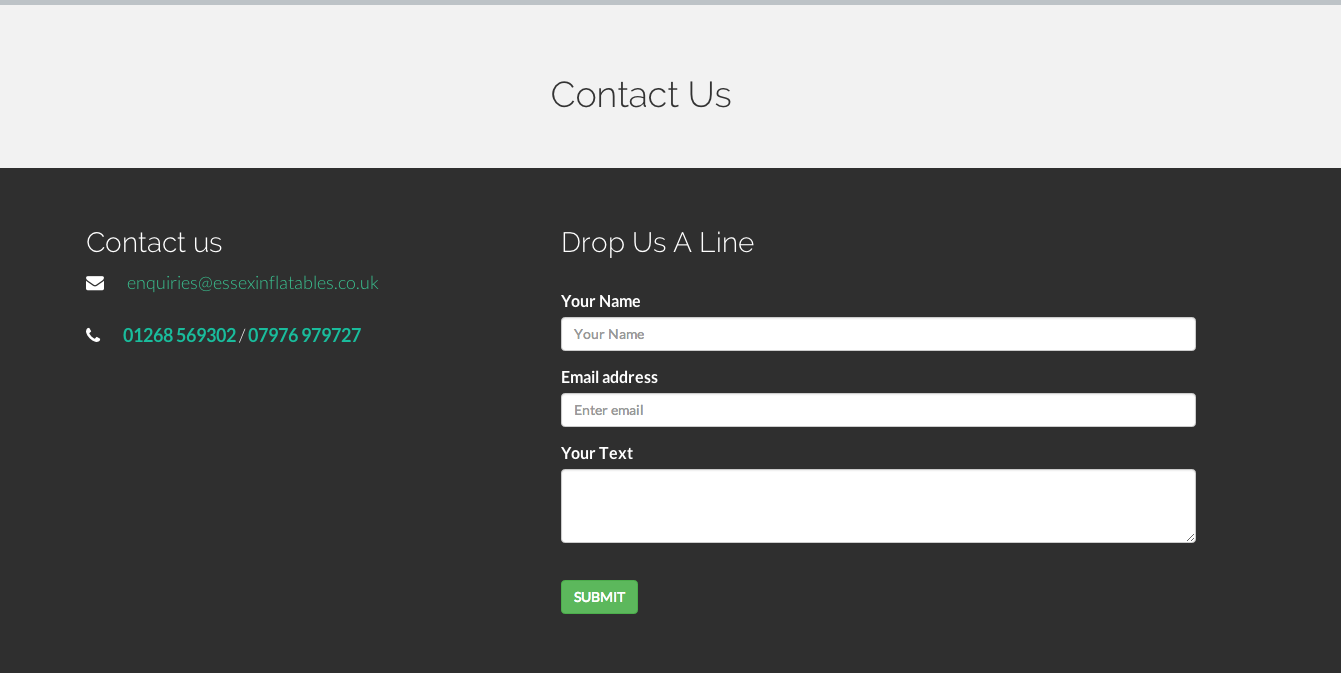 Contact Us
Contact us
enquiries@essexinflatables.co.uk
01268 569302 / 07976 979727
Drop Us A Line
Your Name
Your Name
Email address
Enter email
Your Text
SUBMIT